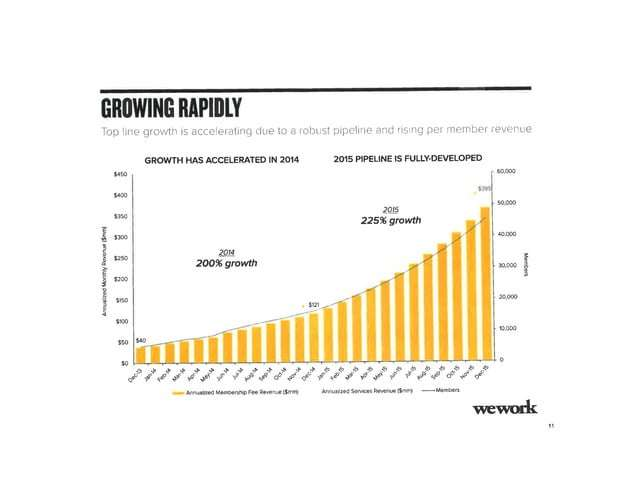 GROWING RAPIDLY
Top line growth is accelerating due to a robust pipeline and rising per member revenue
GROWTH HAS ACCELERATED IN 2014
2015 PIPELINE IS FULLY-DEVELOPED
$450
$400
$350
$300
$250
$200
$150
$100
$50
$0
Annualized Monthly Revenue ($mm)
60,000
50,000
40,000
30,000
20,000
10,000
0
Members
2014
200% growth
2015
225% growth
$40
$121
$395
Dec-13
Jan-14
Feb-14
Mar-14
Apr-14
May-14
Jun-14
Jul-14
Aug-14
Sep-14
Oct-14
Nov-14
Dec-14
Jan-15
Feb-15
Mar-15
Apr-15
May-15
Jun-15
Jul-15
Aug-15
Sep-15
Oct-15
Nov-15
Dec-15
Annualized Membership Fee Revenue ($mm)
Annualized Services Revenue ($mm)
Members
wework
11